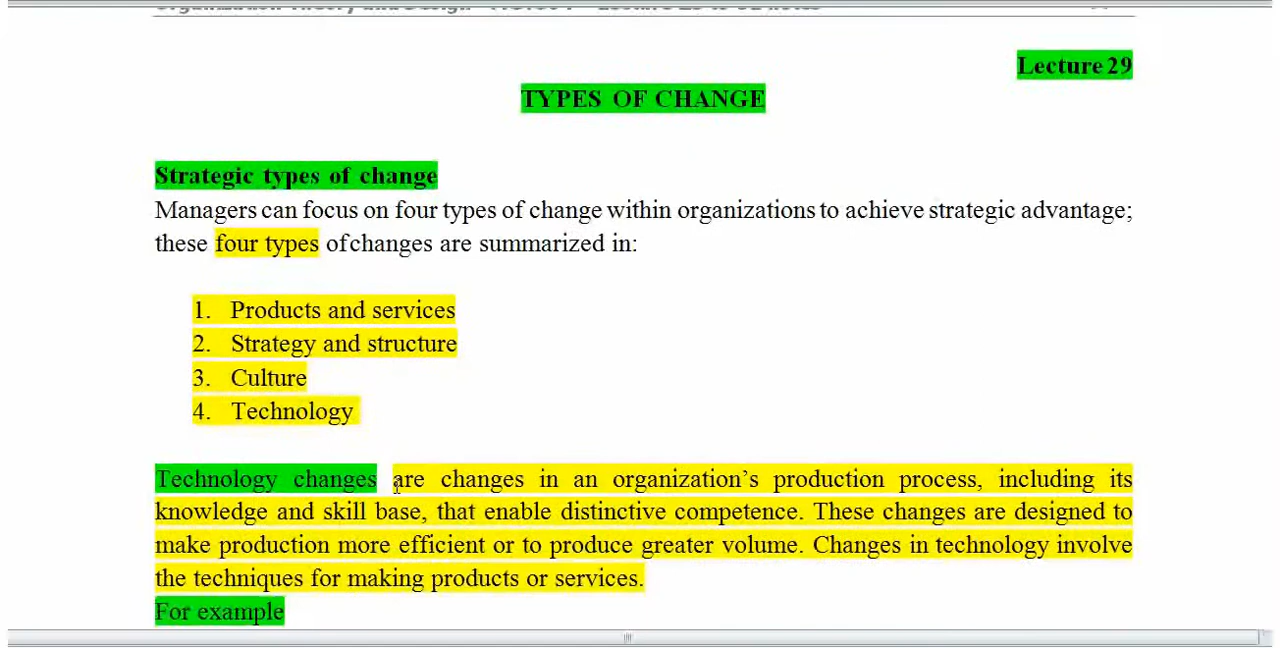 Lecture 29
TYPES OF CHANGE
Strategic types of change
Managers can focus on four types of change within organizations to achieve strategic advantage;
these four types of changes are summarized in:
1. Products and services
2. Strategy and structure
3. Culture
4. Technology
Technology changes are changes in an organization's production process, including its
knowledge and skill base, that enable distinctive competence. These changes are designed to
make production more efficient or to produce greater volume. Changes in technology involve
the techniques for making products or services.
For example